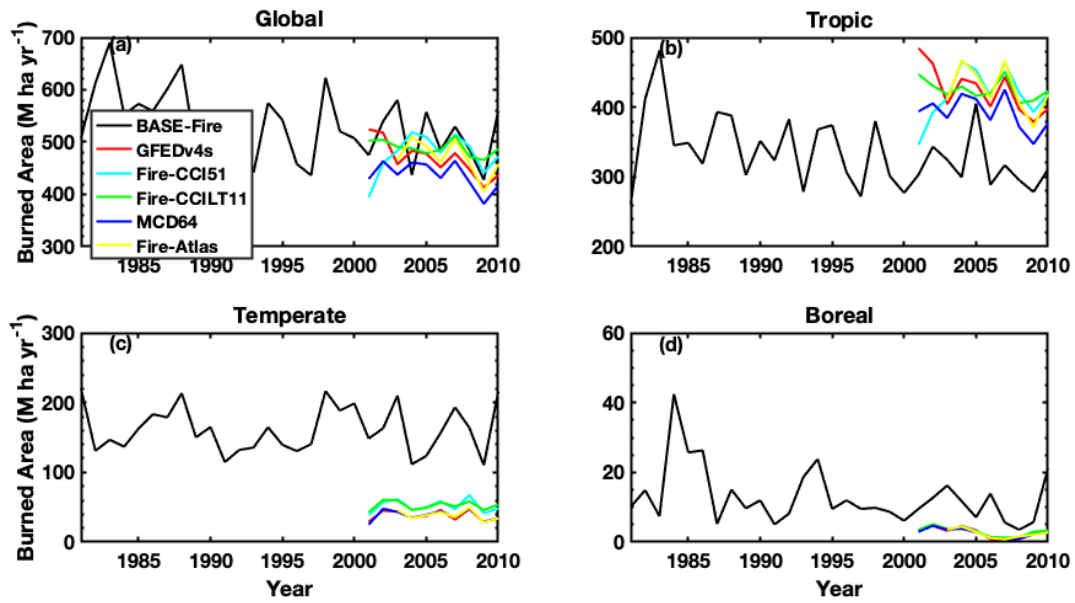 Global
(a)
Burned Area (M ha yr-1)
700
600
500
400
300
BASE-Fire
GFEDv4s
Fire-CCI51
Fire-CCILT11
MCD64
Fire-Atlas
1985 1990 1995 2000 2005 2010
Tropic
(b)
500
400
300
200
1985 1990 1995 2000 2005 2010
Temperate
(c)
Burned Area (M ha yr-1)
300
200
100
0
1985 1990 1995 2000 2005 2010
Year
Boreal
(d)
60
40
20
0
1985 1990 1995 2000 2005 2010
Year